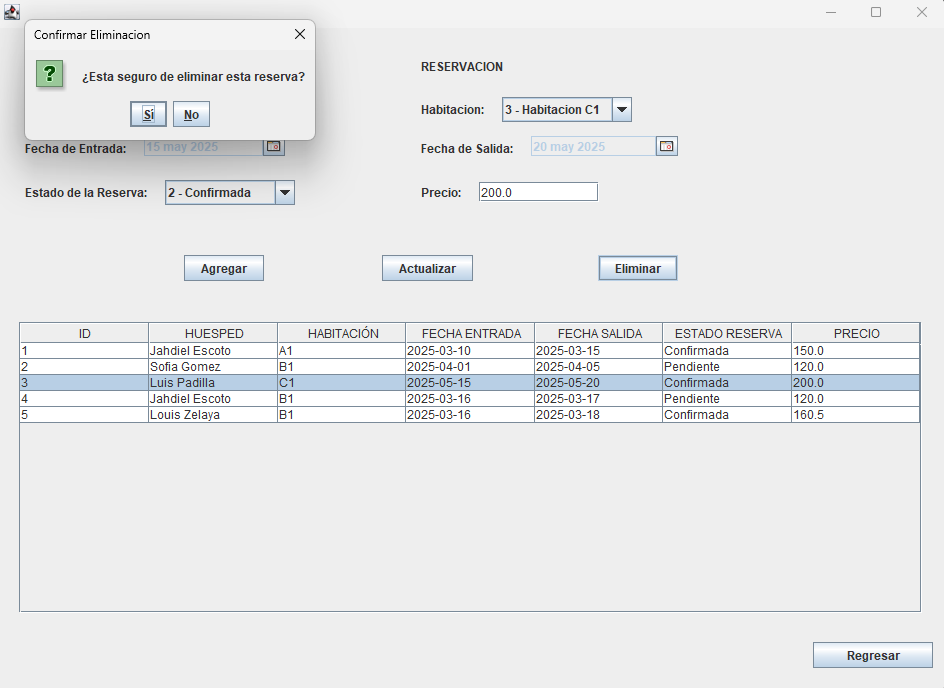 Confirmar Eliminacion
¿Esta seguro de eliminar esta reserva?
Sí No
RESERVACION
Habitacion: 3 - Habitacion C1
Fecha de Entrada: 15 may 2025 Fecha de Salida: 20 may 2025
Estado de la Reserva: 2 - Confirmada Precio: 200.0
Agregar Actualizar Eliminar
ID HUESPED HABITACIÓN FECHA ENTRADA FECHA SALIDA ESTADO RESERVA PRECIO
1 Jahdiel Escoto A1 2025-03-10 2025-03-15 Confirmada 150.0
2 Sofia Gomez B1 2025-04-01 2025-04-05 Pendiente 120.0
3 Luis Padilla C1 2025-05-15 2025-05-20 Confirmada 200.0
4 Jahdiel Escoto B1 2025-03-16 2025-03-17 Pendiente 120.0
5 Louis Zelaya B1 2025-03-16 2025-03-18 Confirmada 160.5
Regresar